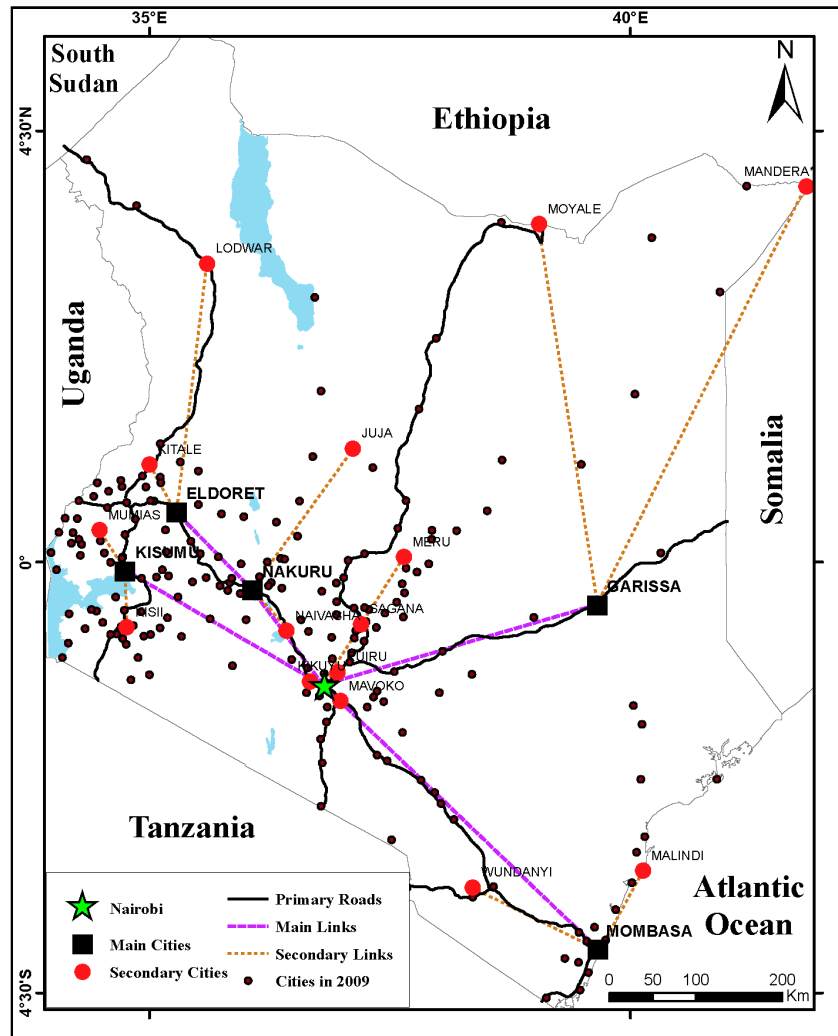 35°E
40°E
South
Sudan
N
Ethiopia
4°30'N
MANDERA*
MOYALE
LODWAR
Uganda
JUJA
KITALE
Somalia
ELDORET
MUMIAS
KISUMU
MERU
0°
NAKURU
GARISSA
KISII
NAIVASHA
SAGANA
RUIRU
KIKUYU
MAVOKO
Tanzania
MALINDI
WUNDANYI
Atlantic
Ocean
MOMBASA
Nairobi
Main Cities
Secondary Cities
Primary Roads
Main Links
Secondary Links
Cities in 2009
0 50 100 200
Km
4°30'S